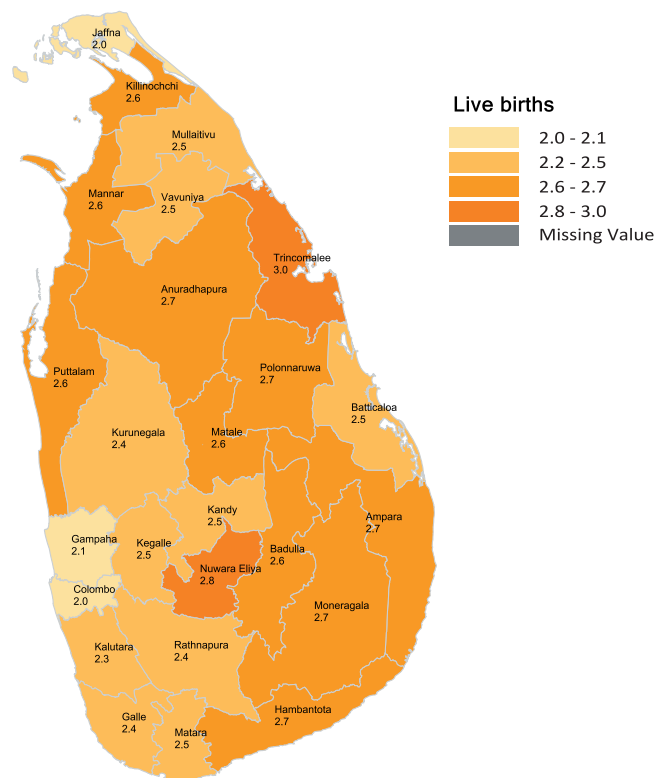 Jaffna
2.0
Killinochchi
2.6
Mullaitivu
2.5
Mannar
2.6
Vavuniya
2.5
Trincomalee
3.0
Anuradhapura
2.7
Puttalam
2.6
Polonnaruwa
2.7
Batticaloa
2.5
Kurunegala
2.4
Matale
2.6
Kandy
2.5
Ampara
2.7
Gampaha
2.1
Kegalle
2.5
Badulla
2.6
Nuwara Eliya
2.8
Colombo
2.0
Moneragala
2.7
Kalutara
2.3
Rathnapura
2.4
Hambantota
2.7
Galle
2.4
Matara
2.5
Live births
2.0 - 2.1
2.2 - 2.5
2.6 - 2.7
2.8 - 3.0
Missing Value